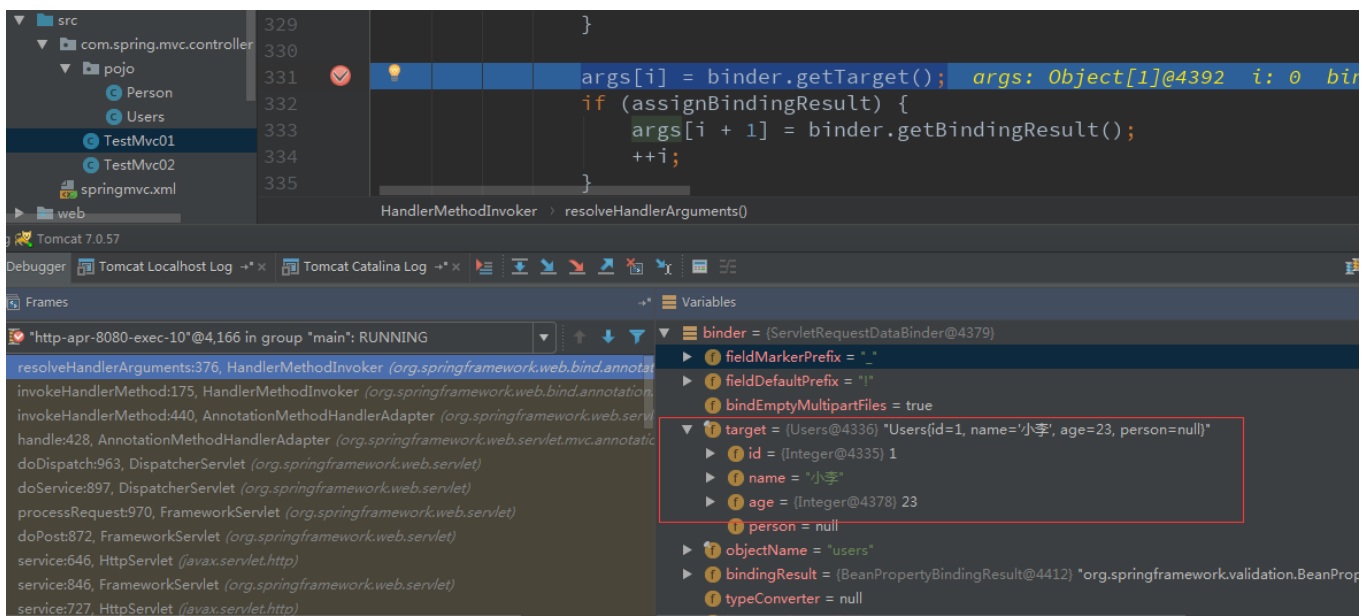 src
com.spring.mvc.controller
pojo
Person
Users
TestMvc01
TestMvc02
springmvc.xml
web
329 }
330
331 args[i] = binder.getTarget(); args: Object[1]@4392 i: 0 bin
332 if (assignBindingResult) {
333 args[i + 1] = binder.getBindingResult();
334 ++i;
335 }
HandlerMethodInvoker › resolveHandlerArguments()
g Tomcat 7.0.57
Debugger Tomcat Localhost Log →* × Tomcat Catalina Log →* ×
Frames →*
"http-apr-8080-exec-10"@4,166 in group "main": RUNNING
resolveHandlerArguments:376, HandlerMethodInvoker (org.springframework.web.bind.annotat
invokeHandlerMethod:175, HandlerMethodInvoker (org.springframework.web.bind.annotation.
invokeHandlerMethod:440, AnnotationMethodHandlerAdapter (org.springframework.web.servl
handle:428, AnnotationMethodHandlerAdapter (org.springframework.web.servlet.mvc.annotatic
doDispatch:963, DispatcherServlet (org.springframework.web.servlet)
doService:897, DispatcherServlet (org.springframework.web.servlet)
processRequest:970, FrameworkServlet (org.springframework.web.servlet)
doPost:872, FrameworkServlet (org.springframework.web.servlet)
service:646, HttpServlet (javax.servlet.http)
service:846, FrameworkServlet (org.springframework.web.servlet)
service:727, HttpServlet (javax.servlet.http)
Variables
binder = {ServletRequestDataBinder@4379}
fieldMarkerPrefix = "_"
fieldDefaultPrefix = "!"
bindEmptyMultipartFiles = true
target = {Users@4336} "Users{id=1, name='小李', age=23, person=null}"
id = {Integer@4335} 1
name = "小李"
age = {Integer@4378} 23
person = null
objectName = "users"
bindingResult = {BeanPropertyBindingResult@4412} "org.springframework.validation.BeanProp
typeConverter = null